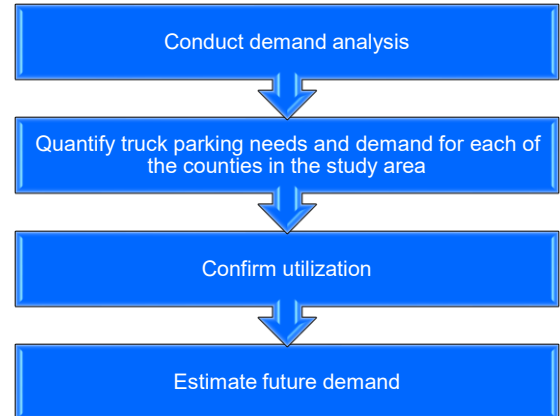 Conduct demand analysis
Quantify truck parking needs and demand for each of
the counties in the study area
Confirm utilization
Estimate future demand